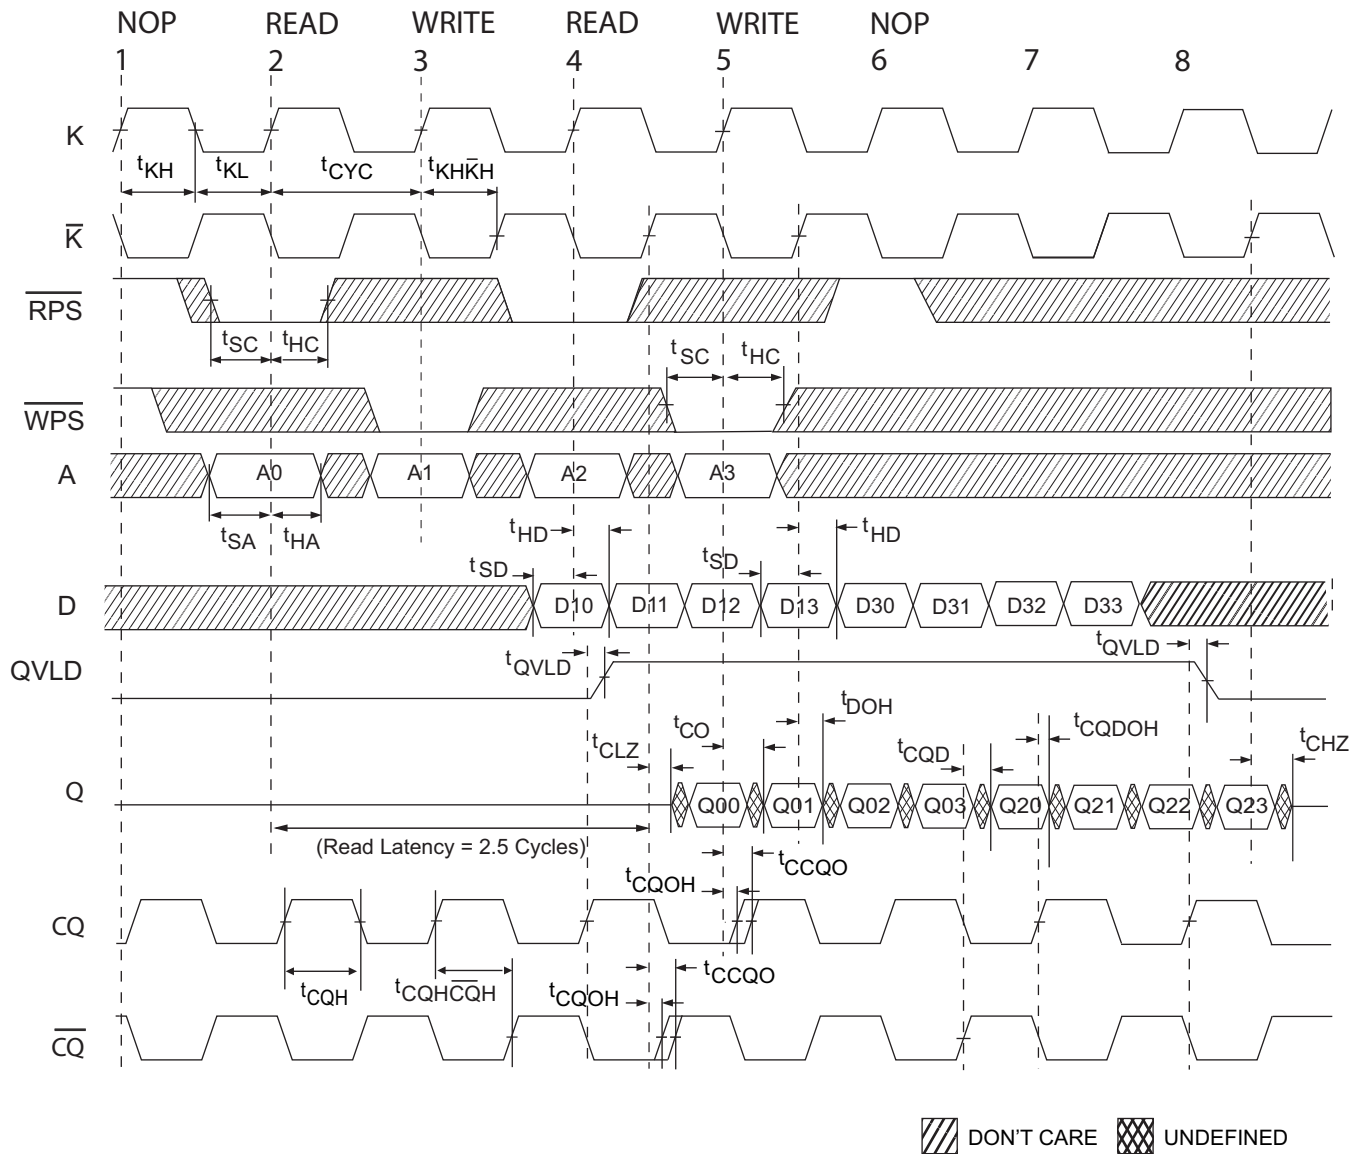 NOP READ WRITE READ WRITE NOP
1 2 3 4 5 6 7 8
K
tKH tKL tCYC tKHK̅H
K̅
R̅P̅S̅
tSC tHC tSC tHC
W̅P̅S̅
A A0 A1 A2 A3
tSA tHA tHD tHD
tSD tSD
D D10 D11 D12 D13 D30 D31 D32 D33
QVLD tQVLD tQVLD
tCLZ tCO tDOH tCQD tCQDOH tCHZ
Q Q00 Q01 Q02 Q03 Q20 Q21 Q22 Q23
(Read Latency = 2.5 Cycles)
tCQOH tCCQO
CQ
tCQH tCQHC̅Q̅H tCQOH tCCQO
C̅Q̅
DON'T CARE UNDEFINED